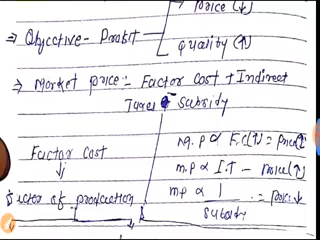 Price (↓)
⇒ Objective - Profit
Quality (↑)
⇒ Market price :- Factor Cost + Indirect
Taxes - Subsidy
M.P ∝ F.C(↑) = Price(↑)
Factor Cost
↓
M.P ∝ I.T - Price(↑)
MP ∝ 1 = price↓
of production
Subsidy